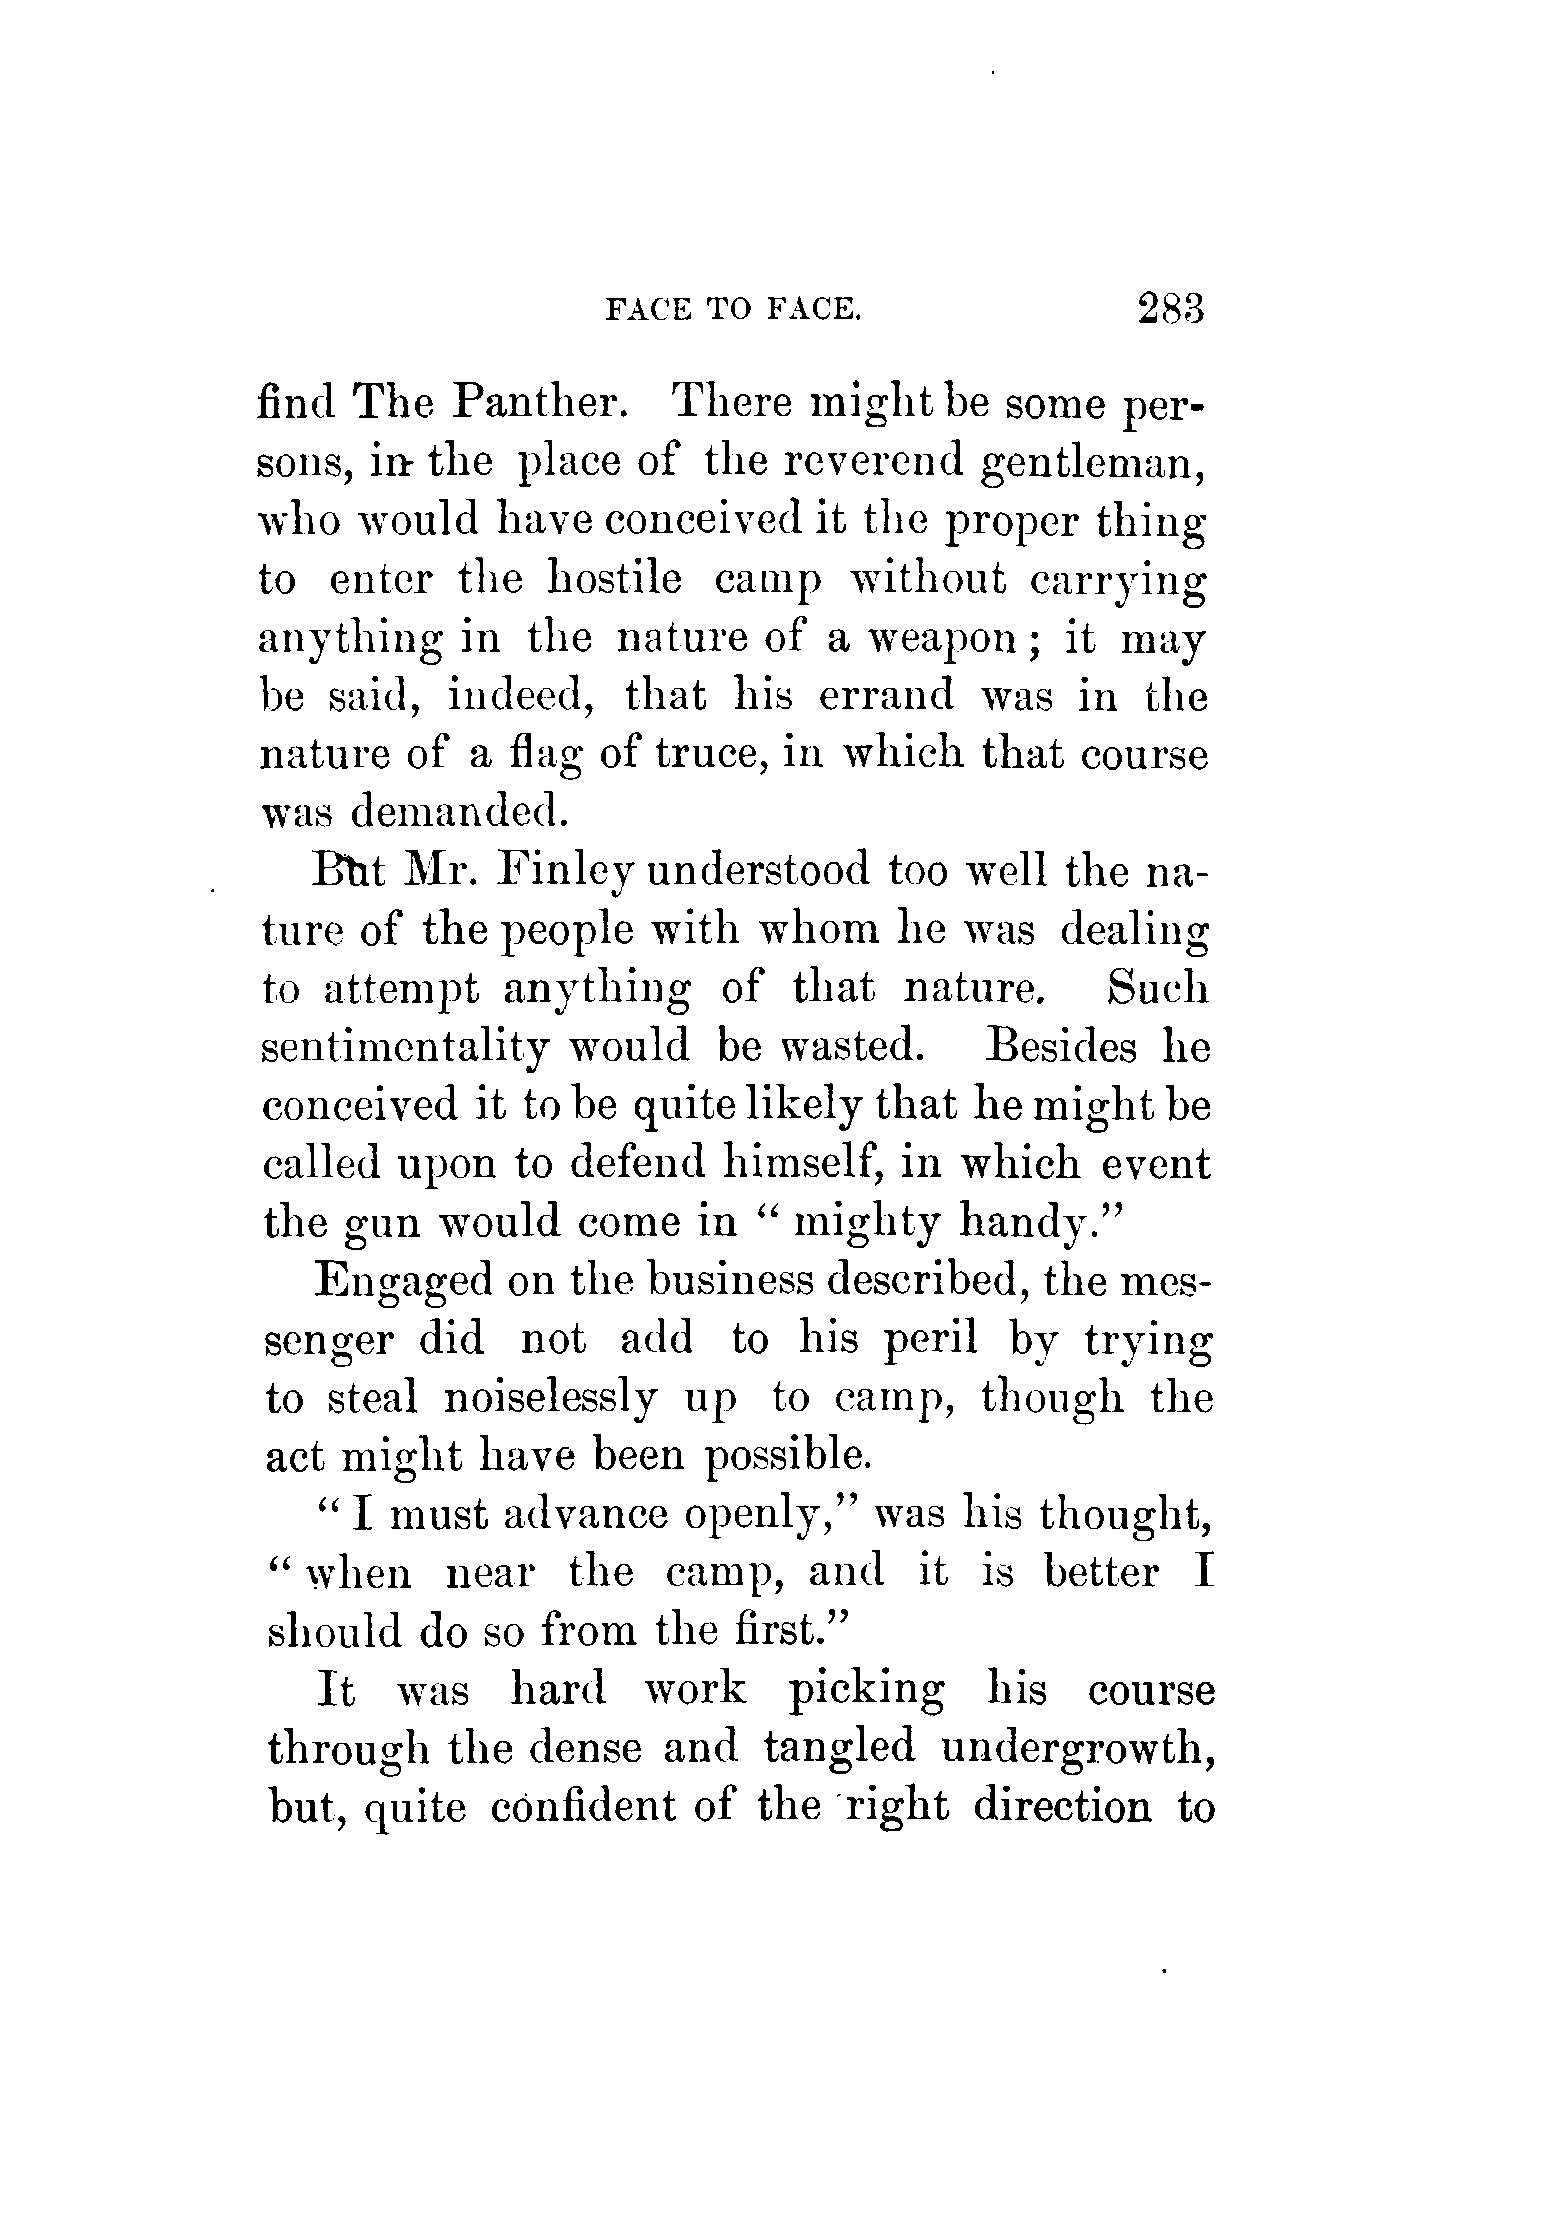 FACE TO FACE. 283
find The Panther. There might be some per-
sons, in the place of the reverend gentleman,
who would have conceived it the proper thing
to enter the hostile camp without carrying
anything in the nature of a weapon; it may
be said, indeed, that his errand was in the
nature of a flag of truce, in which that course
was demanded.
But Mr. Finley understood too well the na-
ture of the people with whom he was dealing
to attempt anything of that nature. Such
sentimentality would be wasted. Besides he
conceived it to be quite likely that he might be
called upon to defend himself, in which event
the gun would come in "mighty handy."
Engaged on the business described, the mes-
senger did not add to his peril by trying
to steal noiselessly up to camp, though the
act might have been possible.
"I must advance openly," was his thought,
"when near the camp, and it is better I
should do so from the first."
It was hard work picking his course
through the dense and tangled undergrowth,
but, quite confident of the right direction to